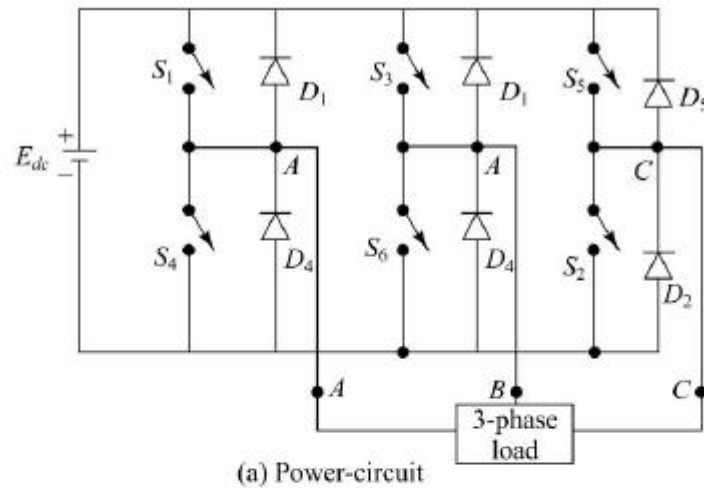 S1 D1 S3 D1 S5 D5
+
Edc
−
A A C
S4 D4 S6 D4 S2 D2
A B C
3-phase
load
(a) Power-circuit